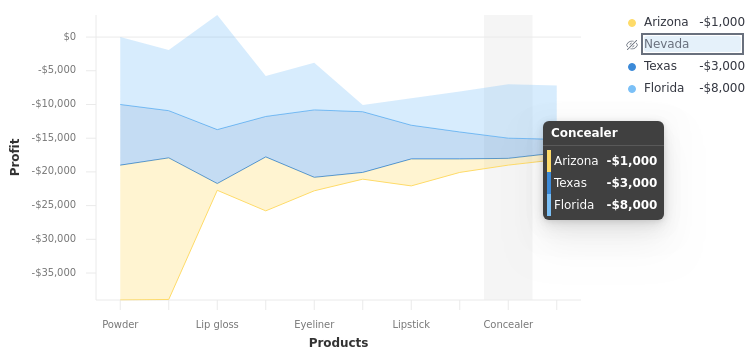 $0
-$5,000
-$10,000
-$15,000
-$20,000
-$25,000
-$30,000
-$35,000
Profit
Powder
Lip gloss
Eyeliner
Lipstick
Concealer
Products
Arizona -$1,000
Nevada
Texas -$3,000
Florida -$8,000
Concealer
Arizona -$1,000
Texas -$3,000
Florida -$8,000